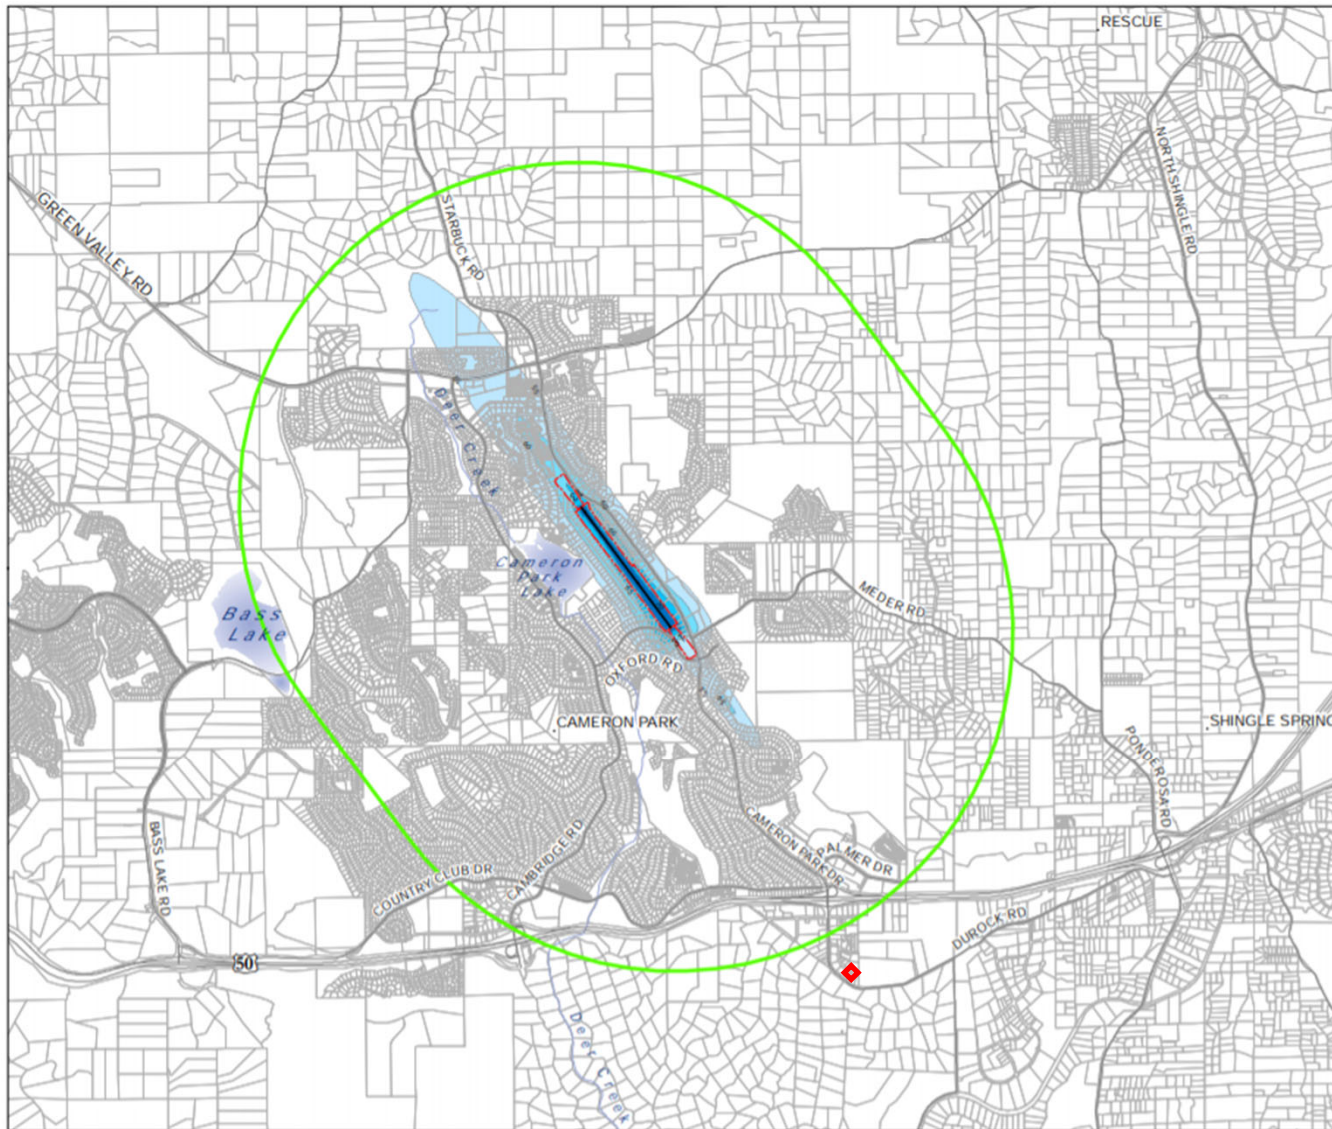 RESCUE
NORTH SHINGLE RD
GREEN VALLEY RD
STARBUCK RD
Deer Creek
Cameron
Park
Lake
Bass
Lake
MEDER RD
OXFORD RD
CAMERON PARK
SHINGLE SPRING
PONDEROSA RD
BASS LAKE RD
CAMBRIDGE RD
CAMERON PARK DR
PALMER DR
COUNTRY CLUB DR
DUROCK RD
50
Deer Creek